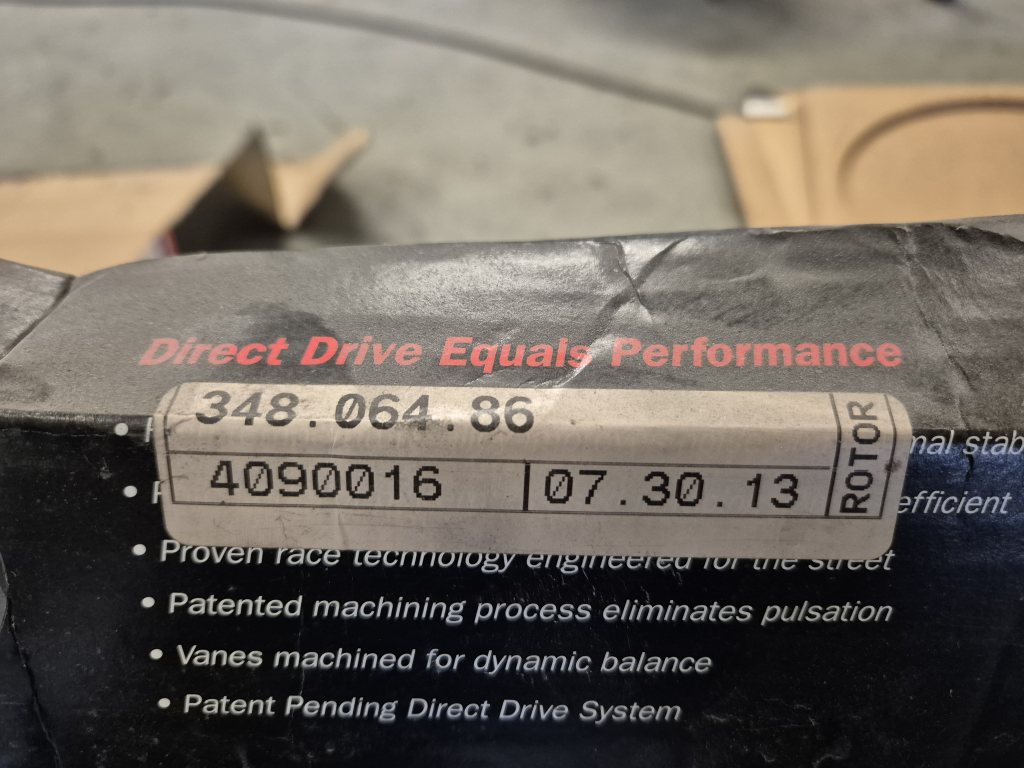 Direct Drive Equals Performance
348.064.86
ROTOR
4090016 07.30.13
efficient
• Proven race technology engineered for the street
• Patented machining process eliminates pulsation
• Vanes machined for dynamic balance
• Patent Pending Direct Drive System